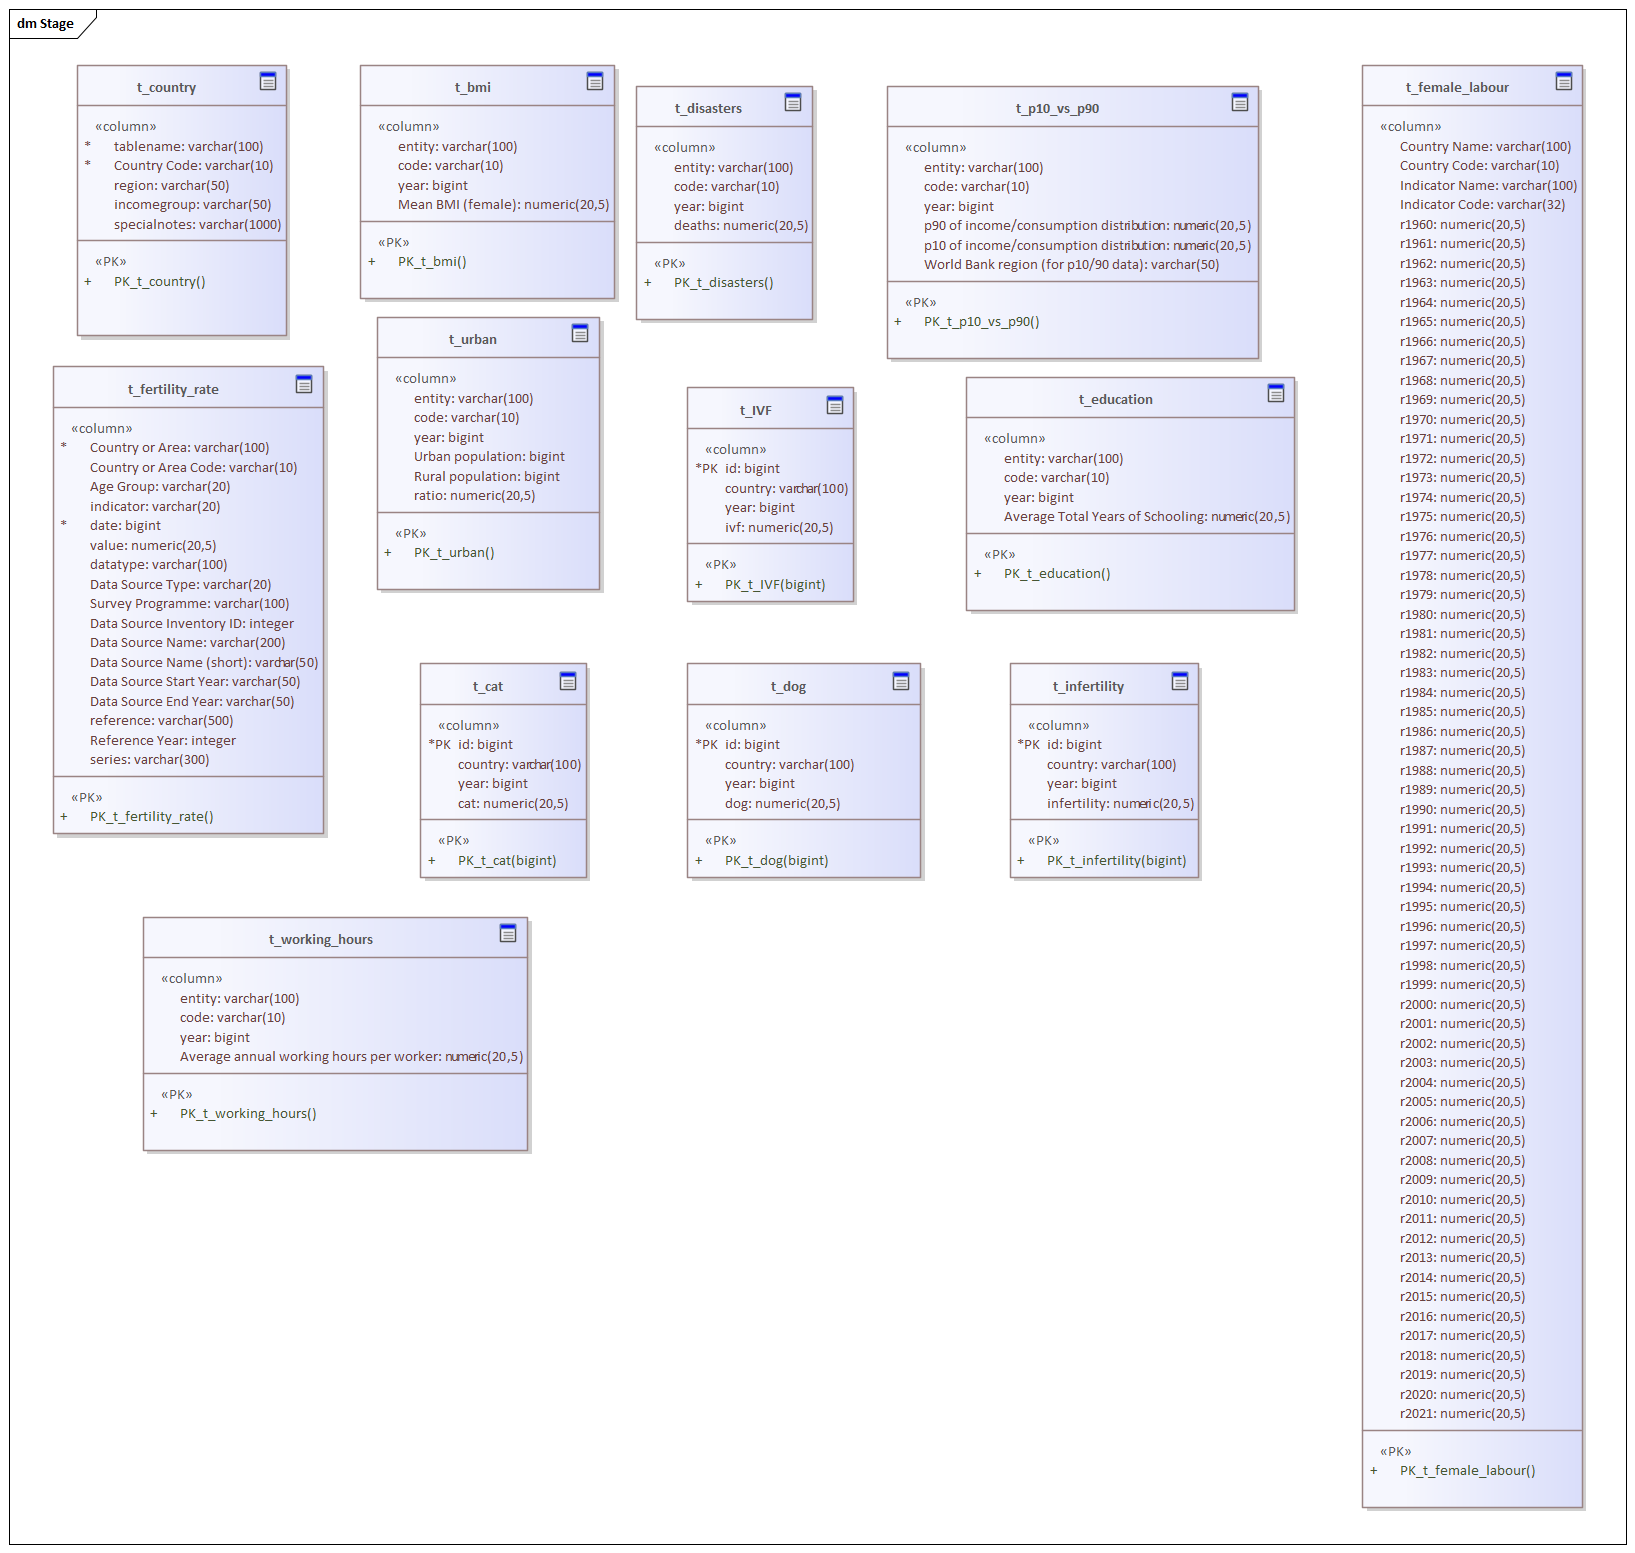 dm Stage
t_country
«column»
* tablename: varchar(100)
* Country Code: varchar(10)
region: varchar(50)
incomegroup: varchar(50)
specialnotes: varchar(1000)
«PK»
+ PK_t_country()
t_bmi
«column»
entity: varchar(100)
code: varchar(10)
year: bigint
Mean BMI (female): numeric(20,5)
«PK»
+ PK_t_bmi()
t_disasters
«column»
entity: varchar(100)
code: varchar(10)
year: bigint
deaths: numeric(20,5)
«PK»
+ PK_t_disasters()
t_p10_vs_p90
«column»
entity: varchar(100)
code: varchar(10)
year: bigint
p90 of income/consumption distribution: numeric(20,5)
p10 of income/consumption distribution: numeric(20,5)
World Bank region (for p10/90 data): varchar(50)
«PK»
+ PK_t_p10_vs_p90()
t_female_labour
«column»
Country Name: varchar(100)
Country Code: varchar(10)
Indicator Name: varchar(100)
Indicator Code: varchar(32)
r1960: numeric(20,5)
r1961: numeric(20,5)
r1962: numeric(20,5)
r1963: numeric(20,5)
r1964: numeric(20,5)
r1965: numeric(20,5)
r1966: numeric(20,5)
r1967: numeric(20,5)
r1968: numeric(20,5)
r1969: numeric(20,5)
r1970: numeric(20,5)
r1971: numeric(20,5)
r1972: numeric(20,5)
r1973: numeric(20,5)
r1974: numeric(20,5)
r1975: numeric(20,5)
r1976: numeric(20,5)
r1977: numeric(20,5)
r1978: numeric(20,5)
r1979: numeric(20,5)
r1980: numeric(20,5)
r1981: numeric(20,5)
r1982: numeric(20,5)
r1983: numeric(20,5)
r1984: numeric(20,5)
r1985: numeric(20,5)
r1986: numeric(20,5)
r1987: numeric(20,5)
r1988: numeric(20,5)
r1989: numeric(20,5)
r1990: numeric(20,5)
r1991: numeric(20,5)
r1992: numeric(20,5)
r1993: numeric(20,5)
r1994: numeric(20,5)
r1995: numeric(20,5)
r1996: numeric(20,5)
r1997: numeric(20,5)
r1998: numeric(20,5)
r1999: numeric(20,5)
r2000: numeric(20,5)
r2001: numeric(20,5)
r2002: numeric(20,5)
r2003: numeric(20,5)
r2004: numeric(20,5)
r2005: numeric(20,5)
r2006: numeric(20,5)
r2007: numeric(20,5)
r2008: numeric(20,5)
r2009: numeric(20,5)
r2010: numeric(20,5)
r2011: numeric(20,5)
r2012: numeric(20,5)
r2013: numeric(20,5)
r2014: numeric(20,5)
r2015: numeric(20,5)
r2016: numeric(20,5)
r2017: numeric(20,5)
r2018: numeric(20,5)
r2019: numeric(20,5)
r2020: numeric(20,5)
r2021: numeric(20,5)
«PK»
+ PK_t_female_labour()
t_fertility_rate
«column»
* Country or Area: varchar(100)
Country or Area Code: varchar(10)
Age Group: varchar(20)
indicator: varchar(20)
* date: bigint
value: numeric(20,5)
datatype: varchar(100)
Data Source Type: varchar(20)
Survey Programme: varchar(100)
Data Source Inventory ID: integer
Data Source Name: varchar(200)
Data Source Name (short): varchar(50)
Data Source Start Year: varchar(50)
Data Source End Year: varchar(50)
reference: varchar(500)
Reference Year: integer
series: varchar(300)
«PK»
+ PK_t_fertility_rate()
t_urban
«column»
entity: varchar(100)
code: varchar(10)
year: bigint
Urban population: bigint
Rural population: bigint
ratio: numeric(20,5)
«PK»
+ PK_t_urban()
t_IVF
«column»
*PK id: bigint
country: varchar(100)
year: bigint
ivf: numeric(20,5)
«PK»
+ PK_t_IVF(bigint)
t_education
«column»
entity: varchar(100)
code: varchar(10)
year: bigint
Average Total Years of Schooling: numeric(20,5)
«PK»
+ PK_t_education()
t_cat
«column»
*PK id: bigint
country: varchar(100)
year: bigint
cat: numeric(20,5)
«PK»
+ PK_t_cat(bigint)
t_dog
«column»
*PK id: bigint
country: varchar(100)
year: bigint
dog: numeric(20,5)
«PK»
+ PK_t_dog(bigint)
t_infertility
«column»
*PK id: bigint
country: varchar(100)
year: bigint
infertility: numeric(20,5)
«PK»
+ PK_t_infertility(bigint)
t_working_hours
«column»
entity: varchar(100)
code: varchar(10)
year: bigint
Average annual working hours per worker: numeric(20,5)
«PK»
+ PK_t_working_hours()